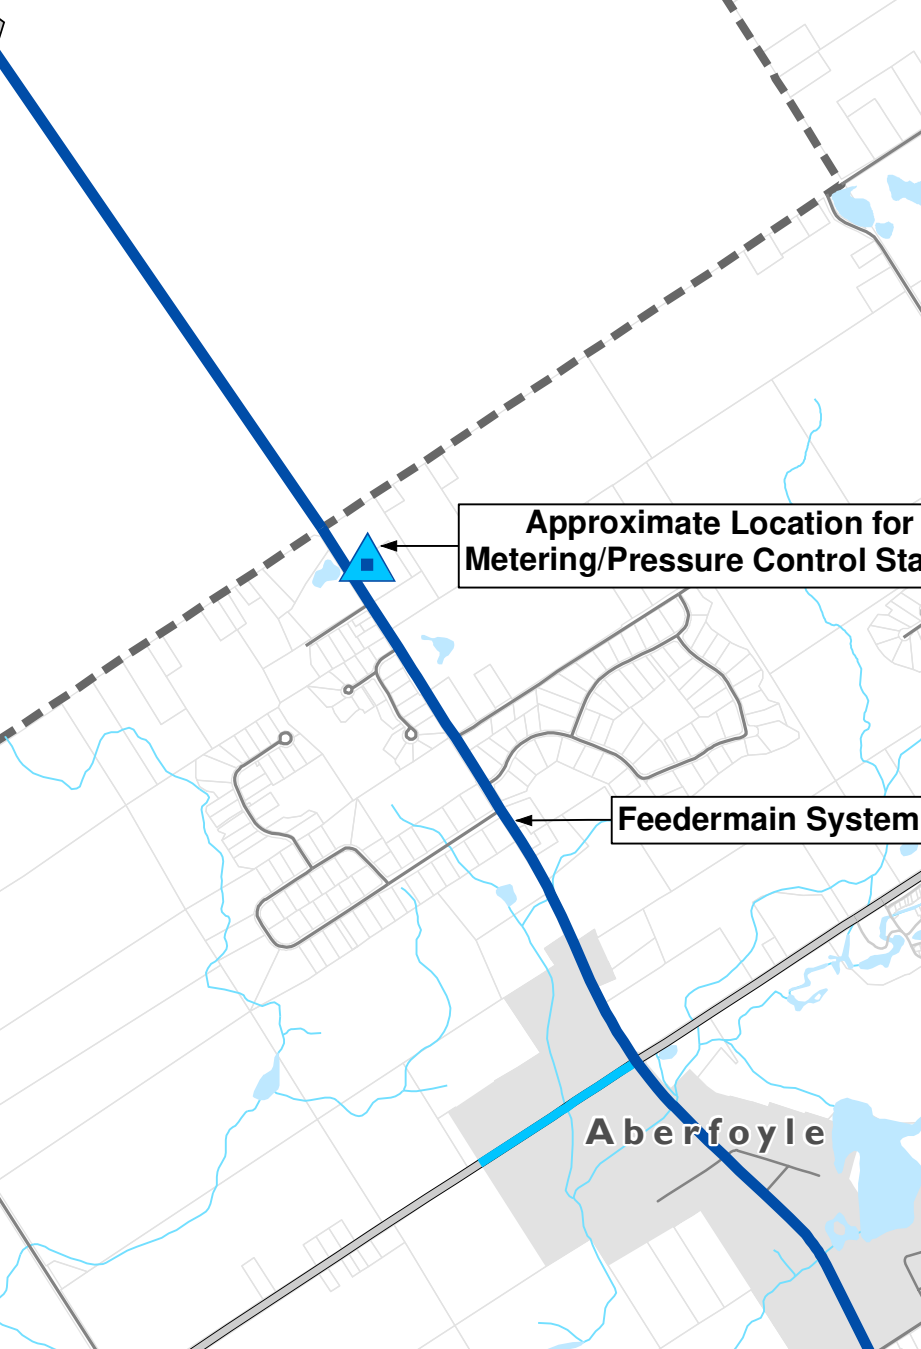 Approximate Location for
Metering/Pressure Control Sta
Feedermain System
Aberfoyle